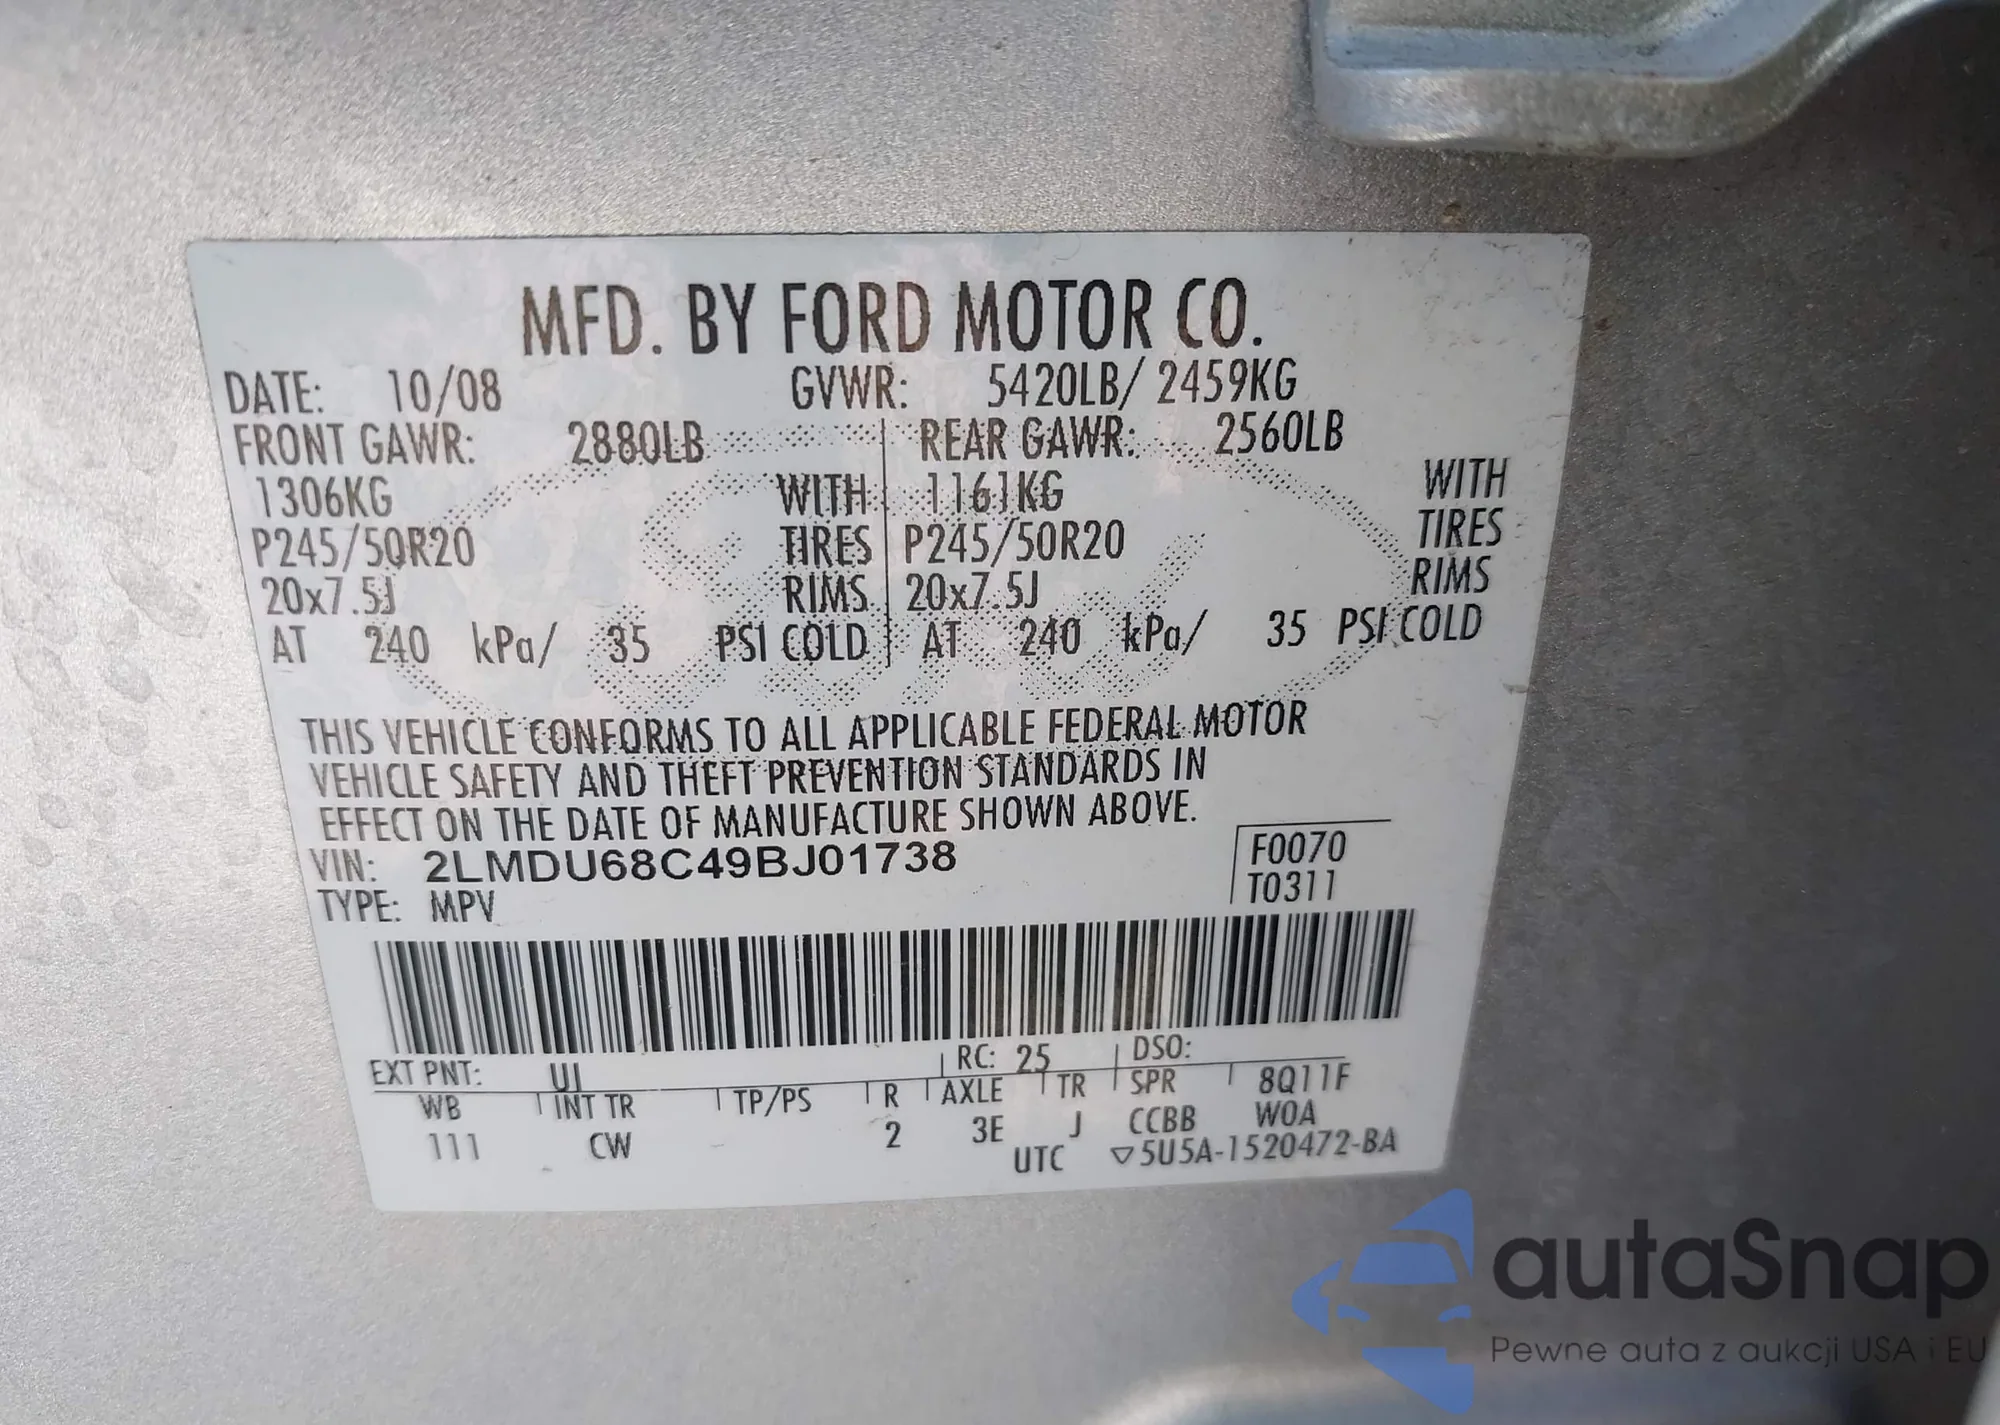 MFD. BY FORD MOTOR CO.
DATE: 10/08 GVWR: 5420LB/ 2459KG
FRONT GAWR: 2880LB REAR GAWR: 2560LB
1306KG WITH 1161KG WITH
P245/50R20 TIRES P245/50R20 TIRES
20x7.5J RIMS 20x7.5J RIMS
AT 240 kPa/ 35 PSI COLD AT 240 kPa/ 35 PSI COLD
THIS VEHICLE CONFORMS TO ALL APPLICABLE FEDERAL MOTOR
VEHICLE SAFETY AND THEFT PREVENTION STANDARDS IN
EFFECT ON THE DATE OF MANUFACTURE SHOWN ABOVE.
VIN: 2LMDU68C49BJ01738 F0070
TYPE: MPV T0311
EXT PNT: UI RC: 25 DSO:
WB INT TR TP/PS R AXLE TR SPR 8Q11F
111 CW 2 3E J CCBB WOA
UTC ▽5U5A-1520472-BA
autaSnap
Pewne auta z aukcji USA i EU